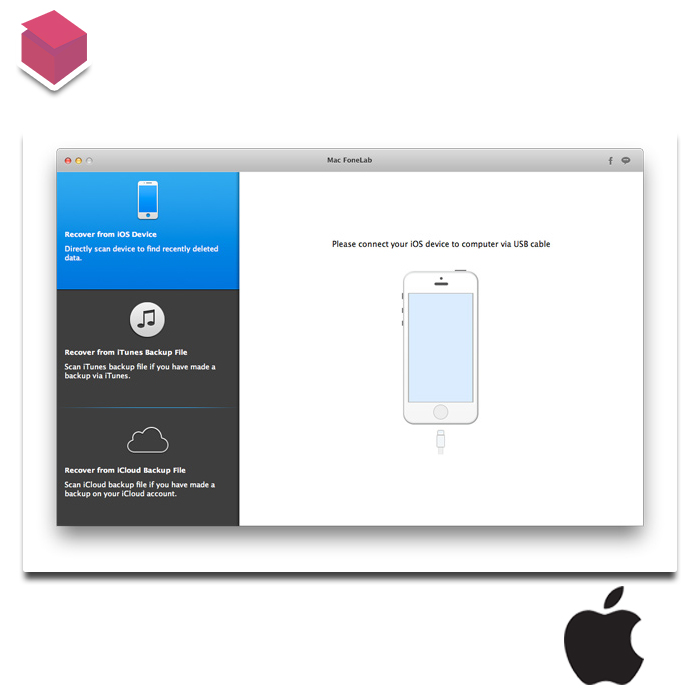 Mac FoneLab
f
Recover from iOS Device
Directly scan device to find recently deleted
data.
Please connect your iOS device to computer via USB cable
Recover from iTunes Backup File
Scan iTunes backup file if you have made a
backup via iTunes.
Recover from iCloud Backup File
Scan iCloud backup file if you have made a
backup on your iCloud account.